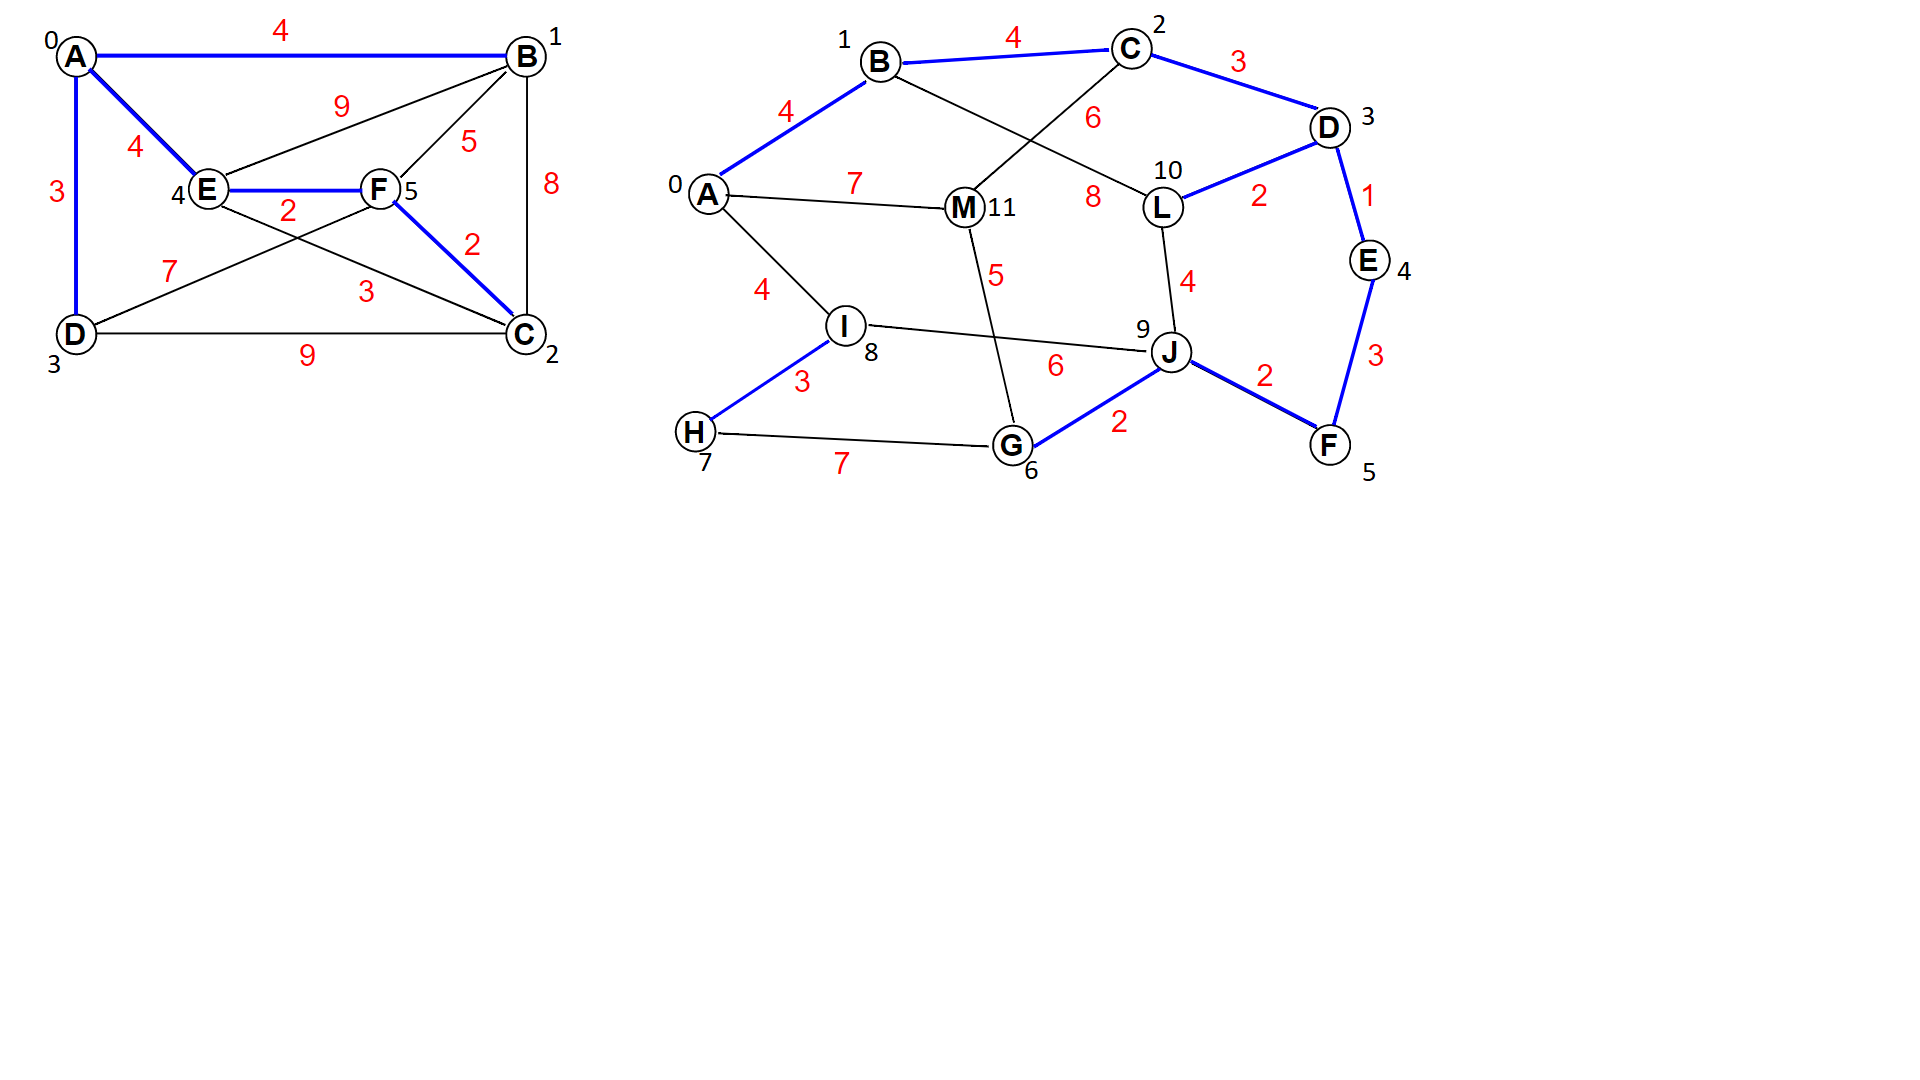 0 A 4 B 1
9
5
4
3 4 E F 5 8
2
2
7
3
D 9 C
3 2
1 B 4 C 2
3
4 6 D 3
0 A 7 M 11 8 10 L 2 1
E 4
4 5 4
I 8 6 9 J 3
3 2
H 7 7 G 6 2 F 5